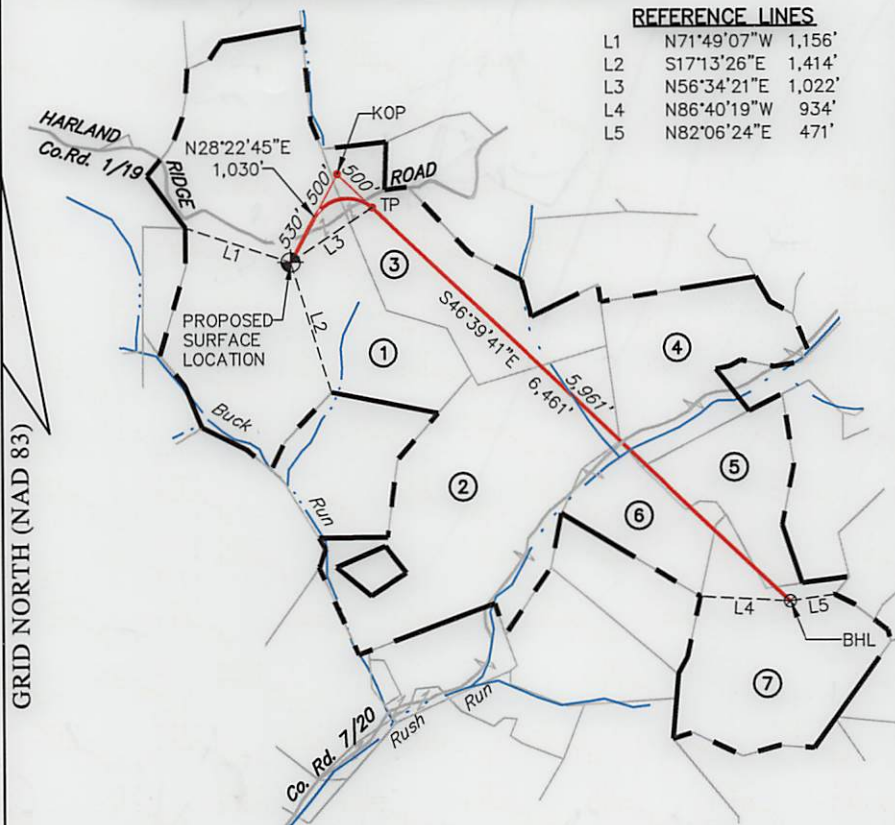 REFERENCE LINES
L1 N71°49'07"W 1,156'
L2 S17°13'26"E 1,414'
L3 N56°34'21"E 1,022'
L4 N86°40'19"W 934'
L5 N82°06'24"E 471'
KOP
HARLAND
Co.Rd. 1/19
RIDGE
ROAD
N28°22'45"E
1,030'
500'
500'
530'
TP
L1
L3
L2
PROPOSED
SURFACE
LOCATION
3
1
4
S46°39'41"E
5,961'
6,461'
Buck
Run
2
5
6
L4
L5
BHL
7
Co. Rd. 7/20
Rush
Run
GRID NORTH (NAD 83)